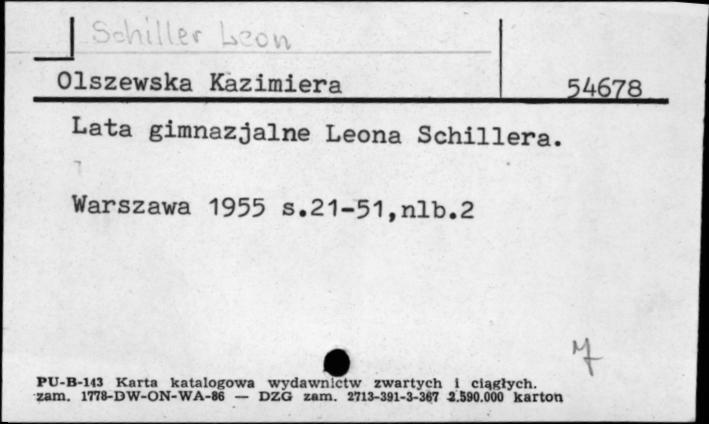 Schiller Leon
Olszewska Kazimiera 54678
Lata gimnazjalne Leona Schillera.
Warszawa 1955 s.21-51,nlb.2
PU-B-143 Karta katalogowa wydawnictw zwartych i ciągłych.
zam. 1778-DW-ON-WA-86 — DZG zam. 2713-391-3-367 2.590.000 karton